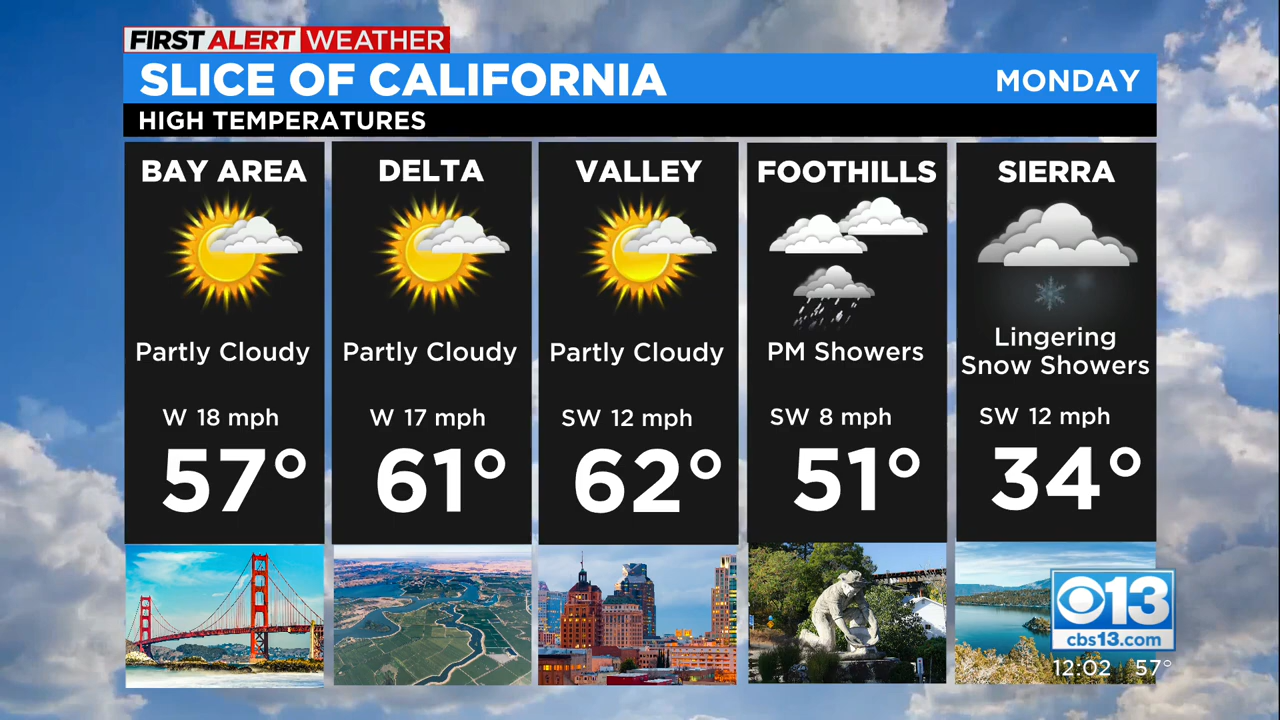 FIRST ALERT WEATHER
SLICE OF CALIFORNIA
MONDAY
HIGH TEMPERATURES
BAY AREA
Partly Cloudy
W 18 mph
57°
DELTA
Partly Cloudy
W 17 mph
61°
VALLEY
Partly Cloudy
SW 12 mph
62°
FOOTHILLS
PM Showers
SW 8 mph
51°
SIERRA
Lingering
Snow Showers
SW 12 mph
34°
13
cbs13.com
12:02 57°